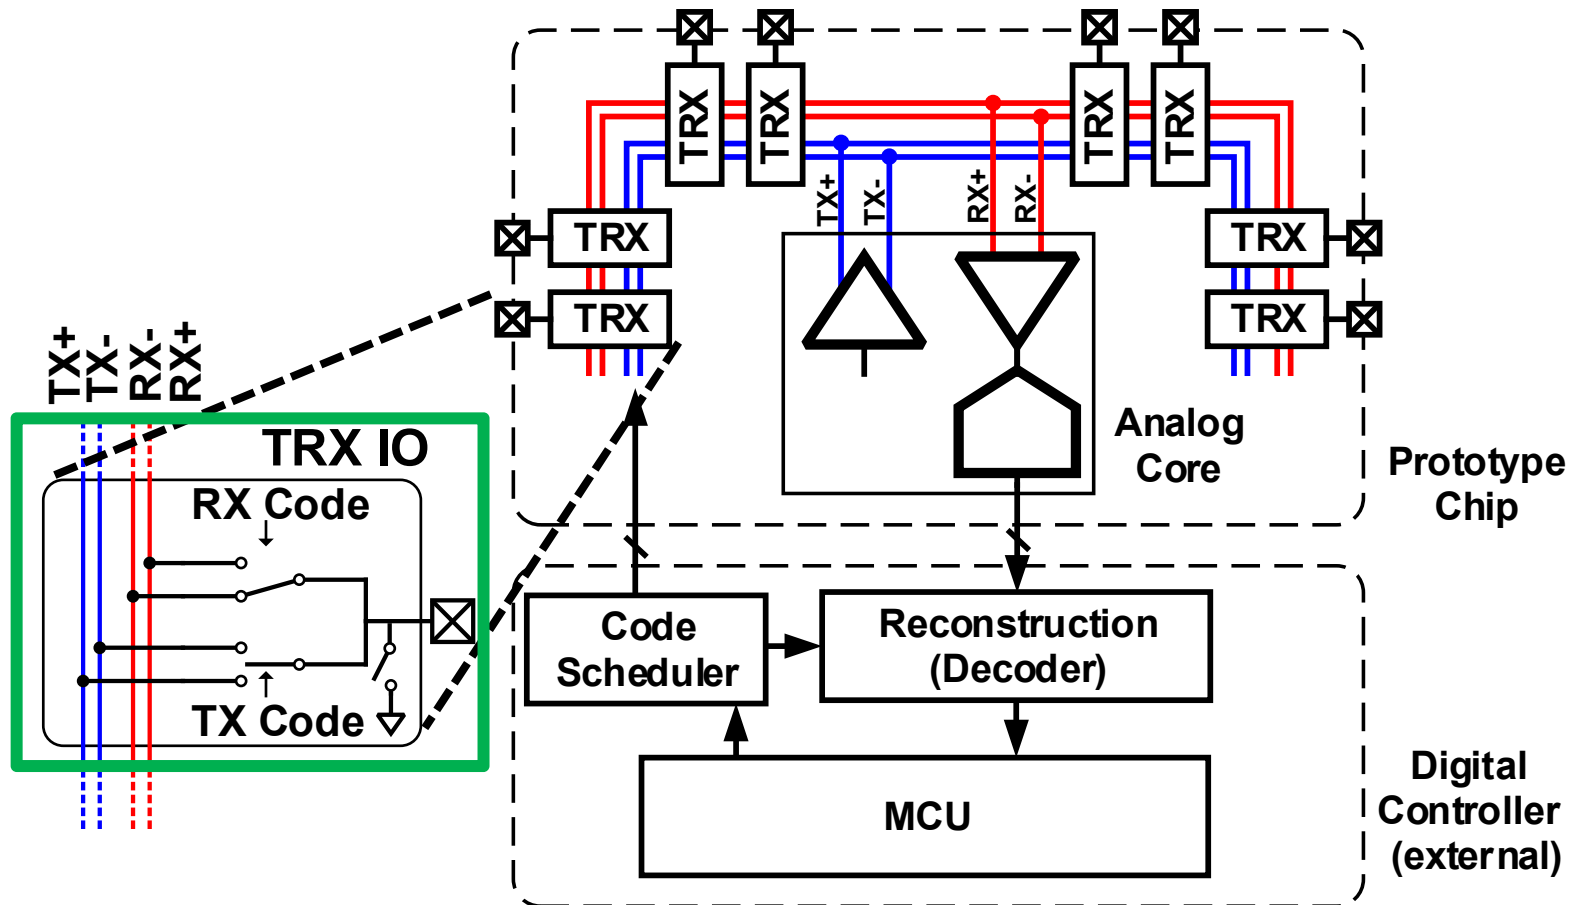 TRX
TRX
TRX
TRX
TX+
TX-
RX+
RX-
TRX
TRX
TRX
TRX
TX+
TX-
RX-
RX+
TRX IO
RX Code
TX Code
Analog
Core
Prototype
Chip
Code
Scheduler
Reconstruction
(Decoder)
MCU
Digital
Controller
(external)